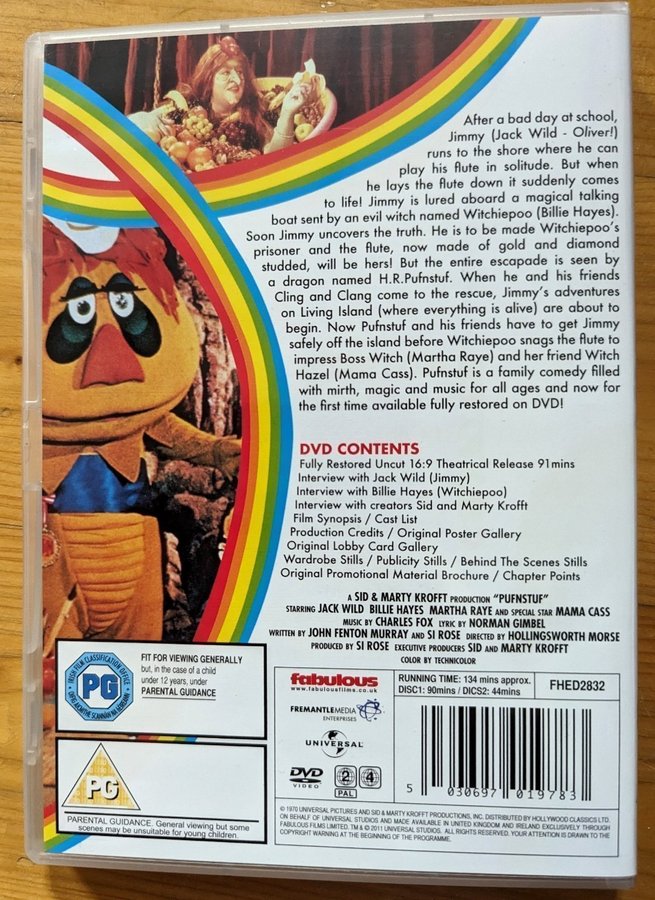 After a bad day at school,
Jimmy (Jack Wild - Oliver!)
runs to the shore where he can
play his flute in solitude. But when
he lays the flute down it suddenly comes
to life! Jimmy is lured aboard a magical talking
boat sent by an evil witch named Witchiepoo (Billie Hayes).
Soon Jimmy uncovers the truth. He is to be made Witchiepoo's
prisoner and the flute, now made of gold and diamond
studded, will be hers! But the entire escapade is seen by
a dragon named H.R.Pufnstuf. When he and his friends
Cling and Clang come to the rescue, Jimmy's adventures
on Living Island (where everything is alive) are about to
begin. Now Pufnstuf and his friends have to get Jimmy
safely off the island before Witchiepoo snags the flute to
impress Boss Witch (Martha Raye) and her friend Witch
Hazel (Mama Cass). Pufnstuf is a family comedy filled
with mirth, magic and music for all ages and now for
the first time available fully restored on DVD!
DVD CONTENTS
Fully Restored Uncut 16:9 Theatrical Release 91mins
Interview with Jack Wild (Jimmy)
Interview with Billie Hayes (Witchiepoo)
Interview with creators Sid and Marty Krofft
Film Synopsis / Cast List
Production Credits / Original Poster Gallery
Original Lobby Card Gallery
Wardrobe Stills / Publicity Stills / Behind The Scenes Stills
Original Promotional Material Brochure / Chapter Points
A SID & MARTY KROFFT PRODUCTION "PUFNSTUF"
STARRING JACK WILD BILLIE HAYES MARTHA RAYE AND SPECIAL STAR MAMA CASS
MUSIC BY CHARLES FOX LYRIC BY NORMAN GIMBEL
WRITTEN BY JOHN FENTON MURRAY AND SI ROSE DIRECTED BY HOLLINGSWORTH MORSE
PRODUCED BY SI ROSE EXECUTIVE PRODUCERS SID AND MARTY KROFFT
COLOR BY TECHNICOLOR
IRISH FILM CLASSIFICATION OFFICE
PG
FIT FOR VIEWING GENERALLY
but, in the case of a child
under 12 years, under
PARENTAL GUIDANCE
PG
PARENTAL GUIDANCE. General viewing but some
scenes may be unsuitable for young children.
fabulous
www.fabulousfilms.co.uk
FREMANTLEMEDIA
ENTERPRISES
UNIVERSAL
DVD
VIDEO
2 4
PAL
RUNNING TIME: 134 mins approx.
DISC1: 90mins / DICS2: 44mins
FHED2832
5 030697 019783
© 1970 UNIVERSAL PICTURES AND SID & MARTY KROFFT PRODUCTIONS, INC. DISTRIBUTED BY HOLLYWOOD CLASSICS LTD.
ON BEHALF OF UNIVERSAL STUDIOS AND MADE AVAILABLE IN UNITED KINGDOM AND IRELAND EXCLUSIVELY THROUGH
FABULOUS FILMS LIMITED. TM & © 2011 UNIVERSAL STUDIOS. ALL RIGHTS RESERVED. YOUR ATTENTION IS DRAWN TO THE
COPYRIGHT WARNING AT THE BEGINNING OF THE PROGRAMME.